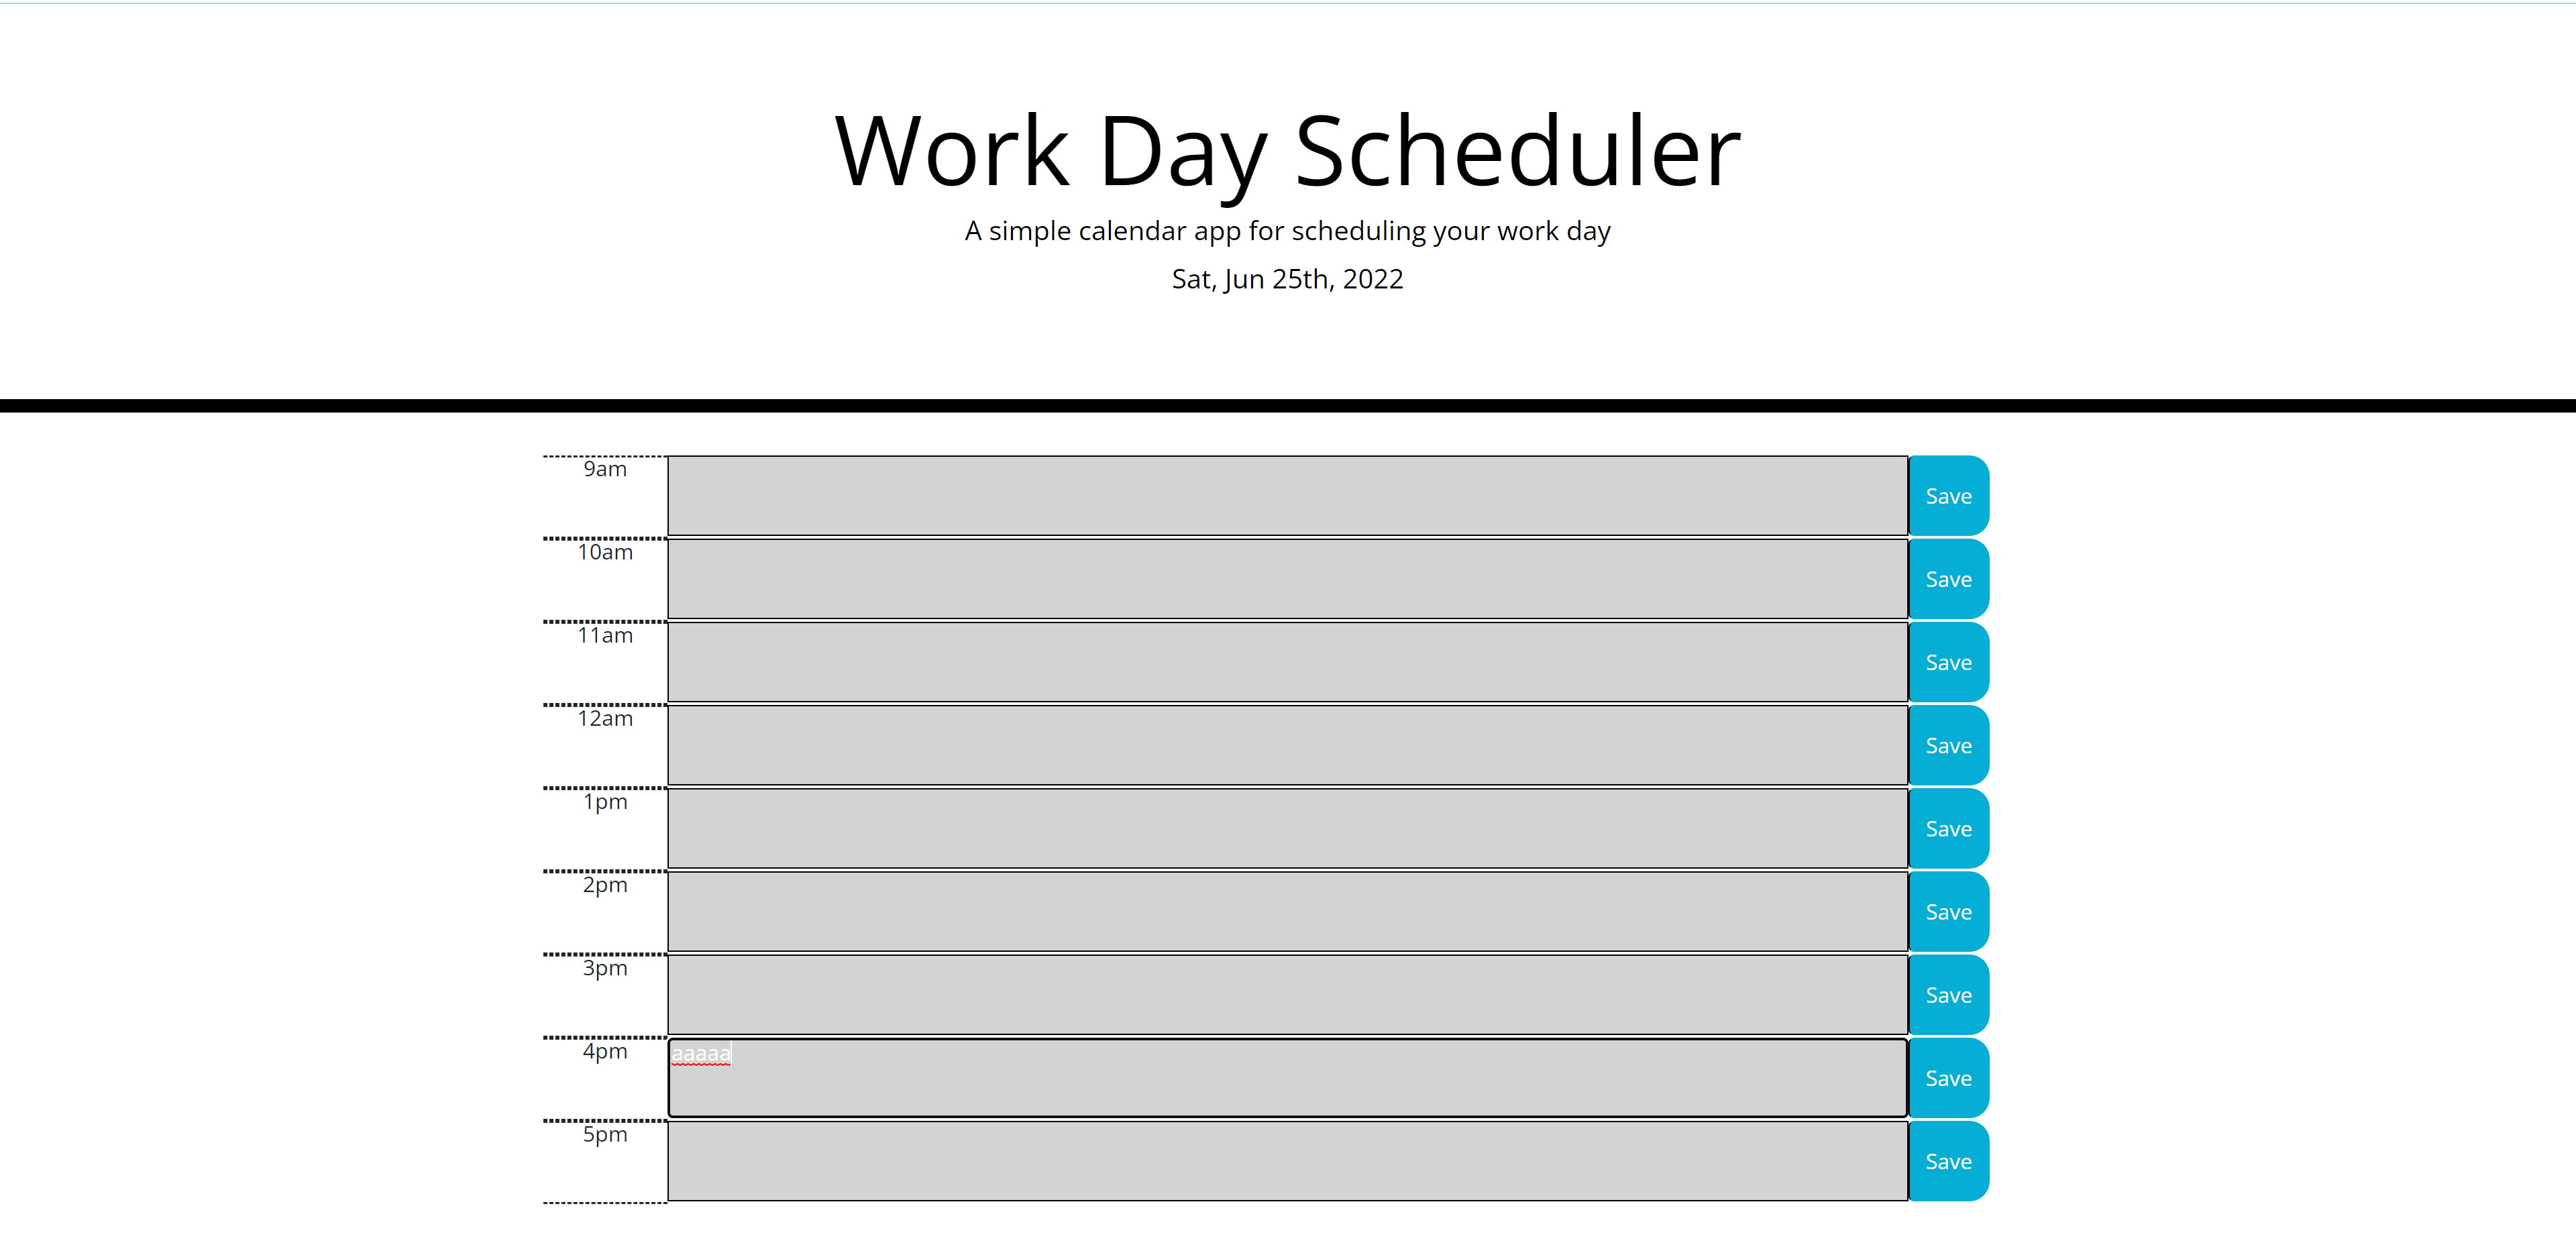 Work Day Scheduler
A simple calendar app for scheduling your work day
Sat, Jun 25th, 2022
9am Save
10am Save
11am Save
12am Save
1pm Save
2pm Save
3pm Save
4pm aaaaa Save
5pm Save